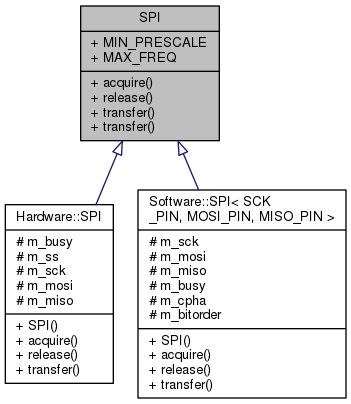 SPI
+ MIN_PRESCALE
+ MAX_FREQ
+ acquire()
+ release()
+ transfer()
+ transfer()
Hardware::SPI
# m_busy
# m_ss
# m_sck
# m_mosi
# m_miso
+ SPI()
+ acquire()
+ release()
+ transfer()
Software::SPI< SCK
_PIN, MOSI_PIN, MISO_PIN >
# m_sck
# m_mosi
# m_miso
# m_busy
# m_cpha
# m_bitorder
+ SPI()
+ acquire()
+ release()
+ transfer()